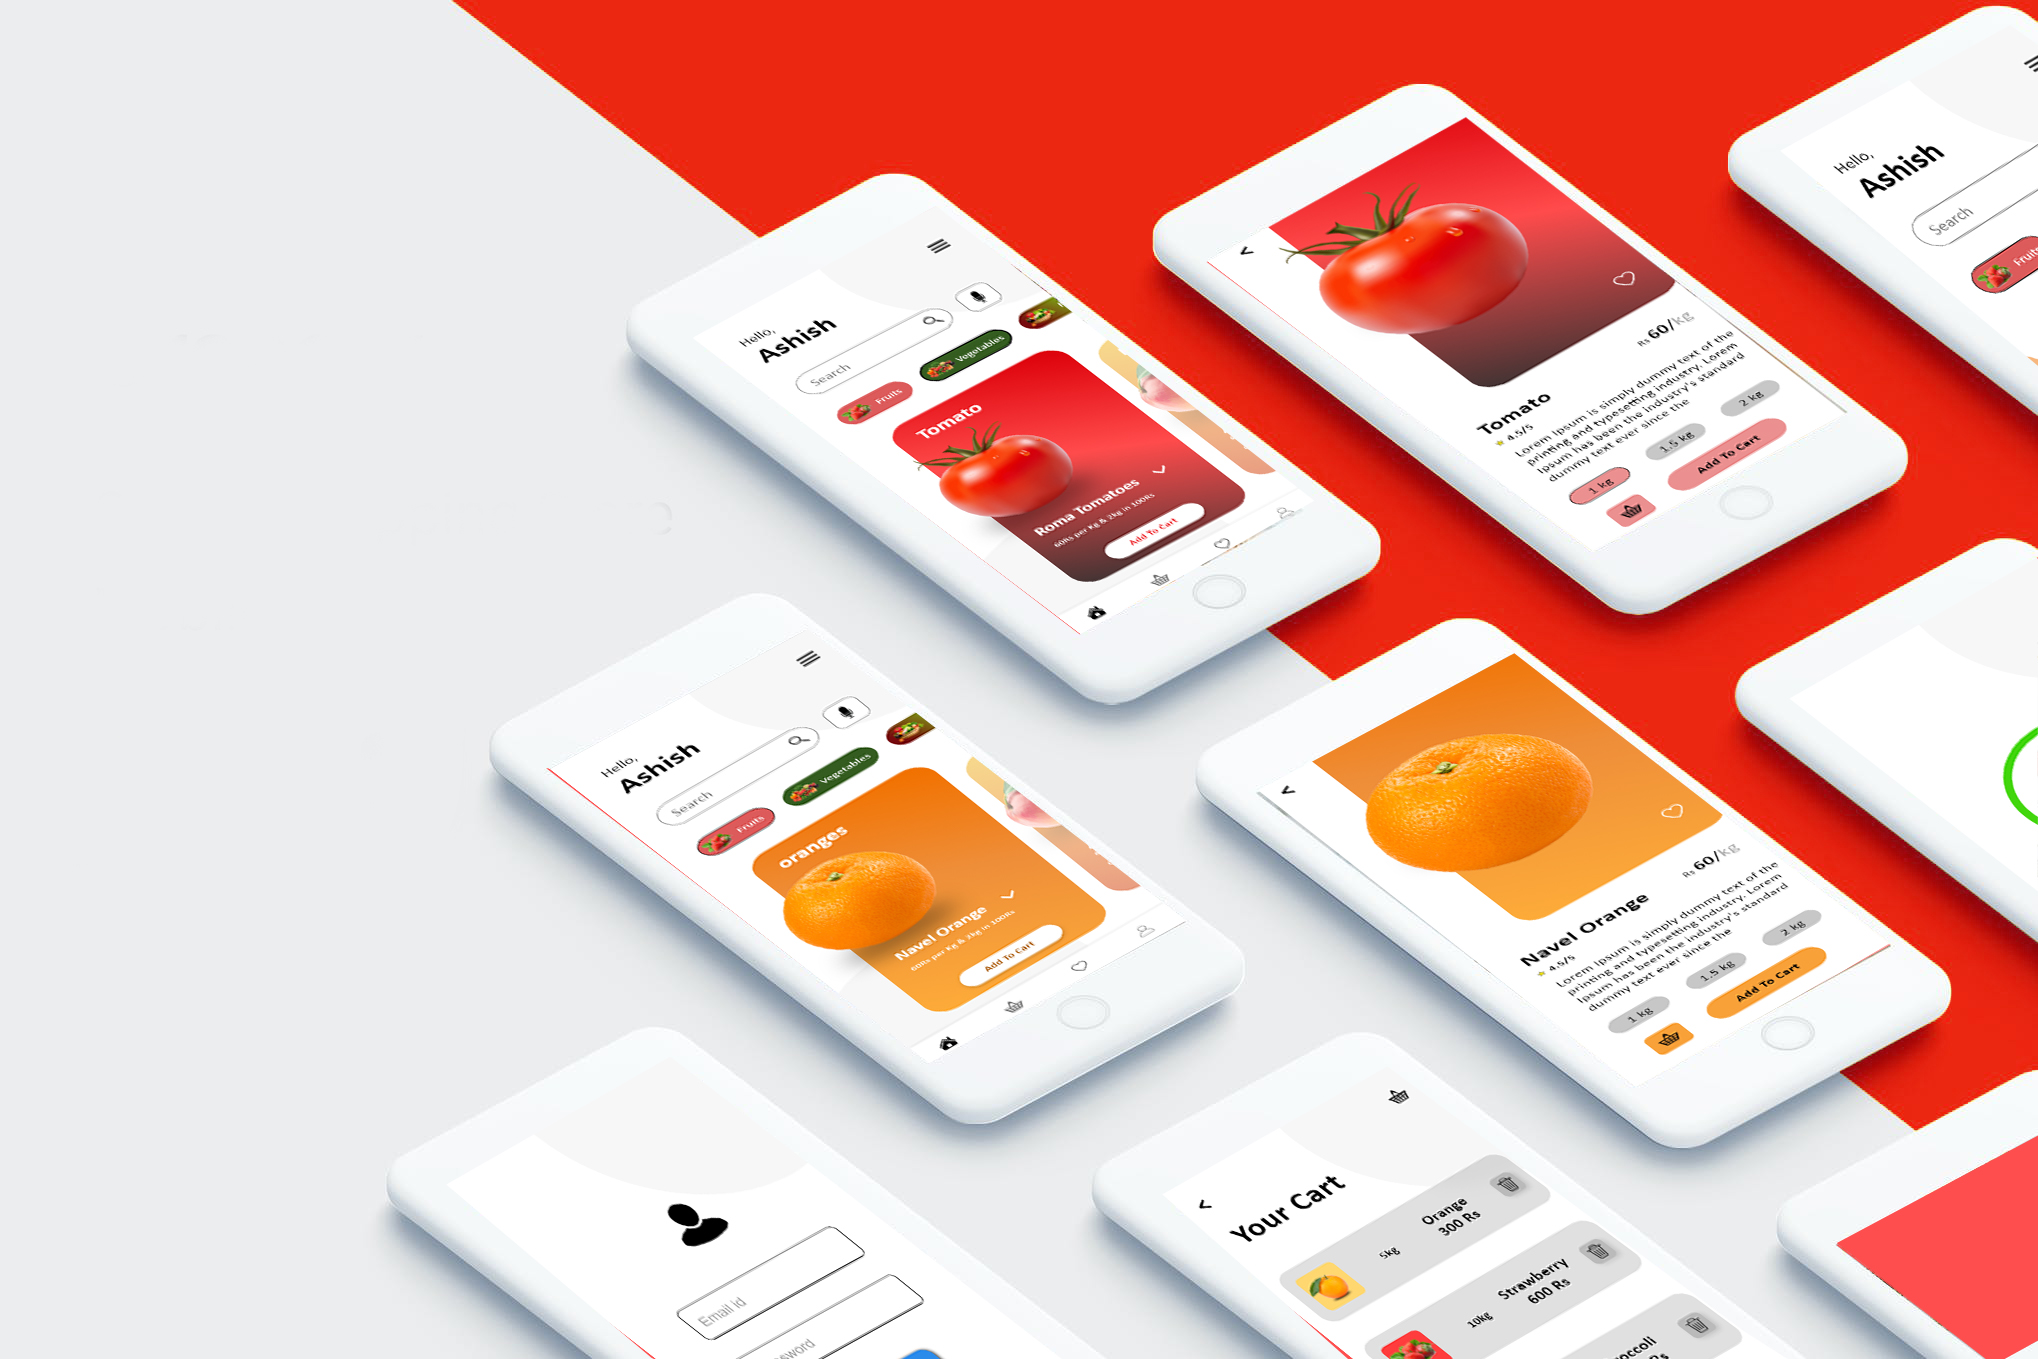 Hello,
Ashish
Search
Fruits
Vegetables
Tomato
Roma Tomatoes
60Rs per Kg & 2kg in 100Rs
Add To Cart
<
Rs 60/kg
Tomato
4.5/5
Lorem Ipsum is simply dummy text of the
printing and typesetting industry. Lorem
Ipsum has been the industry's standard
dummy text ever since the
1 kg
1.5 kg
2 kg
Add To Cart
Hello,
Ashish
Search
Fruits
Hello,
Ashish
Search
Fruits
Vegetables
oranges
Navel Orange
60Rs per Kg & 2kg in 100Rs
Add To Cart
<
Rs 60/kg
Navel Orange
4.5/5
Lorem Ipsum is simply dummy text of the
printing and typesetting industry. Lorem
Ipsum has been the industry's standard
dummy text ever since the
1 kg
1.5 kg
2 kg
Add To Cart
Email id
sword
<
Your Cart
5kg
Orange
300 Rs
10kg
Strawberry
600 Rs
occoli
Rs